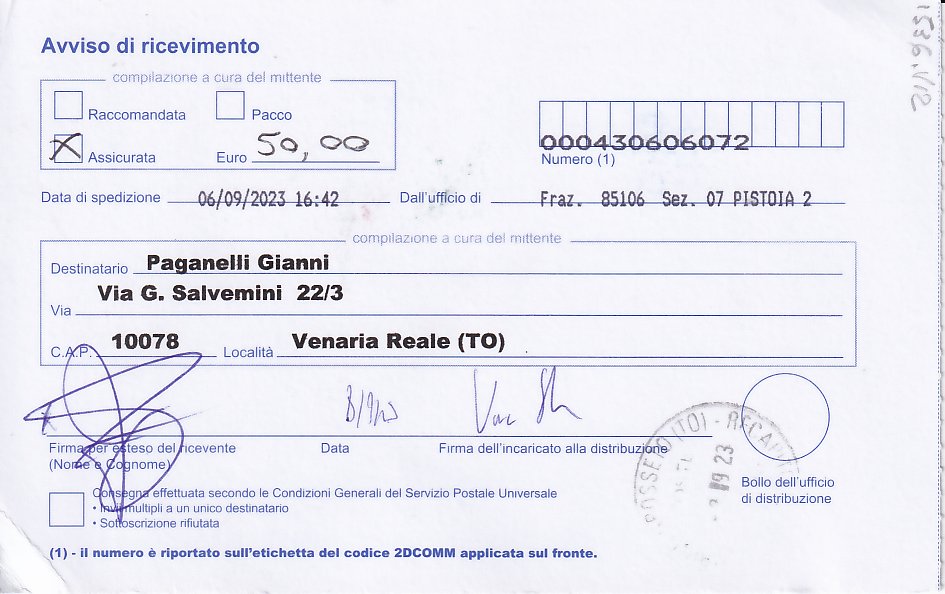 Avviso di ricevimento
compilazione a cura del mittente
Raccomandata Pacco
X Assicurata Euro 50,00
000430606072
Numero (1)
Data di spedizione 06/09/2023 16:42 Dall'ufficio di Fraz. 85106 Sez. 07 PISTOIA 2
compilazione a cura del mittente
Destinatario Paganelli Gianni
Via G. Salvemini 22/3
Via
C.A.P. 10078 Località Venaria Reale (TO)
Firma per esteso del ricevente Data Firma dell'incaricato alla distribuzione
(Nome e Cognome)
(TO)
9 23
Bollo dell'ufficio
di distribuzione
Consegna effettuata secondo le Condizioni Generali del Servizio Postale Universale
• Invii multipli a un unico destinatario
• Sottoscrizione rifiutata
(1) - il numero è riportato sull'etichetta del codice 2DCOMM applicata sul fronte.